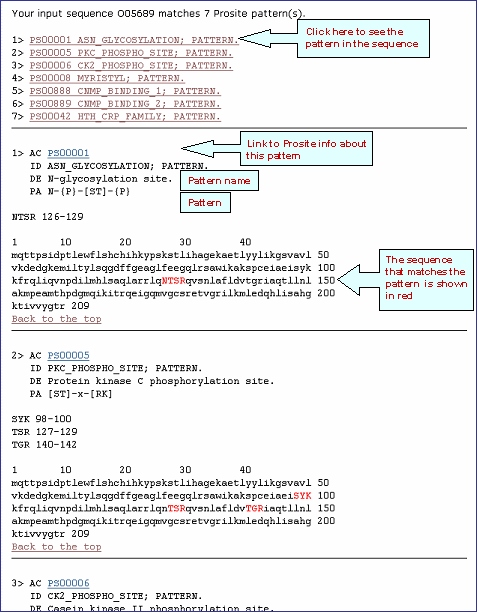 Your input sequence O05689 matches 7 Prosite pattern(s).
1> PS00001 ASN_GLYCOSYLATION; PATTERN.
2> PS00005 PKC_PHOSPHO_SITE; PATTERN.
3> PS00006 CK2_PHOSPHO_SITE; PATTERN.
4> PS00008 MYRISTYL; PATTERN.
5> PS00888 CNMP_BINDING_1; PATTERN.
6> PS00889 CNMP_BINDING_2; PATTERN.
7> PS00042 HTH_CRP_FAMILY; PATTERN.
Click here to see the
pattern in the sequence
1> AC PS00001
ID ASN_GLYCOSYLATION; PATTERN.
DE N-glycosylation site.
PA N-{P}-[ST]-{P}
Link to Prosite info about
this pattern
Pattern name
Pattern
NTSR 126-129
1 10 20 30 40
mqttpsidptlewflshchihkypskstlihagekaetlyylikgsvavl 50
vkdedgkemiltylsqgdffgeaglfeegqlrsawikakspceiaeisyk 100
kfrqliqvnpdilmhlsaqlarrlqNTSRqvsnlafldvtgriaqtllnl 150
akmpeamthpdgmqikitrqeigqmvgcsretvgrilkmledqhlisahg 200
ktivvygtr 209
Back to the top
The sequence
that matches the
pattern is shown
in red
2> AC PS00005
ID PKC_PHOSPHO_SITE; PATTERN.
DE Protein kinase C phosphorylation site.
PA [ST]-x-[RK]
SYK 98-100
TSR 127-129
TGR 140-142
1 10 20 30 40
mqttpsidptlewflshchihkypskstlihagekaetlyylikgsvavl 50
vkdedgkemiltylsqgdffgeaglfeegqlrsawikakspceiaeiSYK 100
kfrqliqvnpdilmhlsaqlarrlqnTSRqvsnlafldvTGRiaqtllnl 150
akmpeamthpdgmqikitrqeigqmvgcsretvgrilkmledqhlisahg 200
ktivvygtr 209
Back to the top
3> AC PS00006
ID CK2_PHOSPHO_SITE; PATTERN.
DE Casein kinase II phosphorylation site.